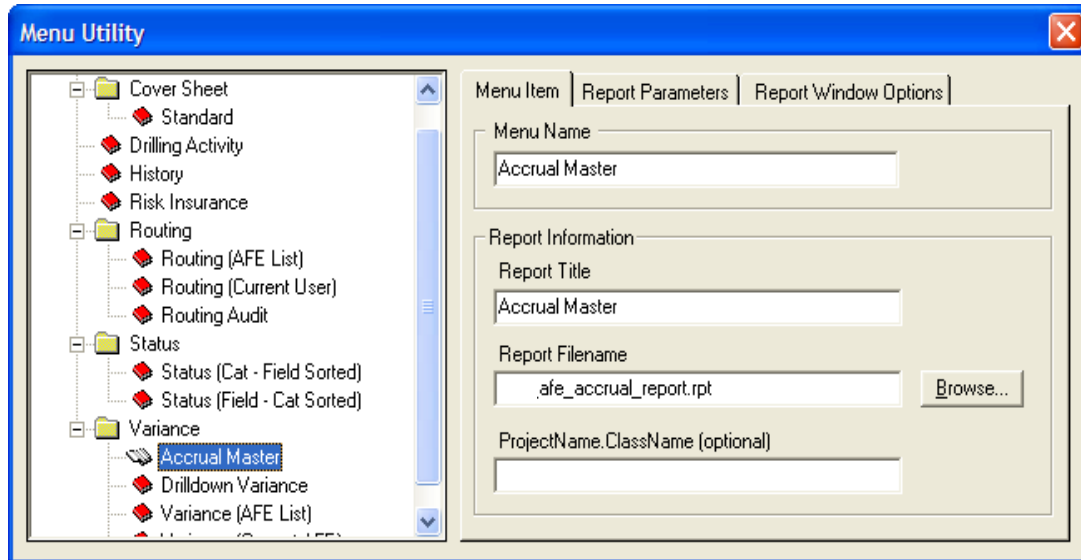 Menu Utility
Cover Sheet
Standard
Drilling Activity
History
Risk Insurance
Routing
Routing (AFE List)
Routing (Current User)
Routing Audit
Status
Status (Cat - Field Sorted)
Status (Field - Cat Sorted)
Variance
Accrual Master
Drilldown Variance
Variance (AFE List)
Menu Item
Report Parameters
Report Window Options
Menu Name
Accrual Master
Report Information
Report Title
Accrual Master
Report Filename
afe_accrual_report.rpt
Browse...
ProjectName.ClassName (optional)